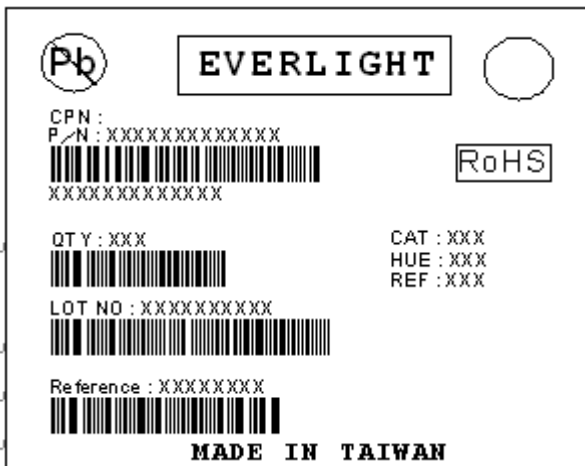 Pb
EVERLIGHT
CPN :
P/N : XXXXXXXXXXXXX
RoHS
XXXXXXXXXXXXX
QTY : XXX
CAT : XXX
HUE : XXX
REF : XXX
LOT NO : XXXXXXXXXX
Reference : XXXXXXXX
MADE IN TAIWAN